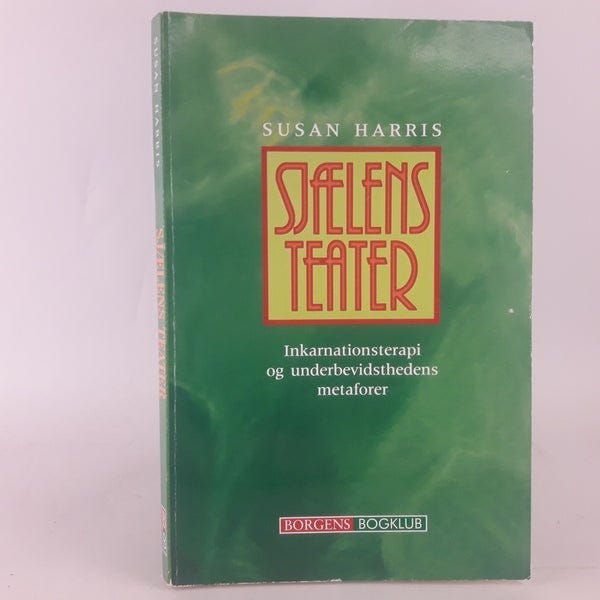 SUSAN HARRIS
SJÆLENS
TEATER
Inkarnationsterapi
og underbevidsthedens
metaforer
BORGENS BOGKLUB
SUSAN HARRIS
SJÆLENS TEATER